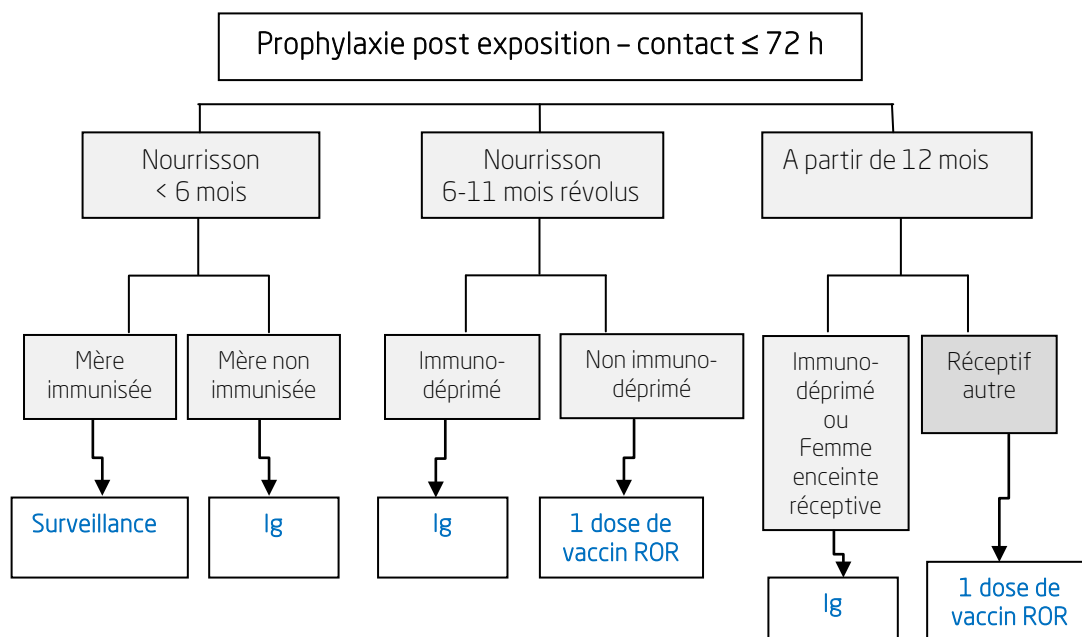 Prophylaxie post exposition – contact ≤ 72 h
Nourrisson
< 6 mois
Nourrisson
6-11 mois révolus
A partir de 12 mois
Mère
immunisée
Mère non
immunisée
Immuno-
déprimé
Non immuno-
déprimé
Immuno-
déprimé
ou
Femme
enceinte
réceptive
Réceptif
autre
Surveillance
Ig
Ig
1 dose de
vaccin ROR
Ig
1 dose de
vaccin ROR